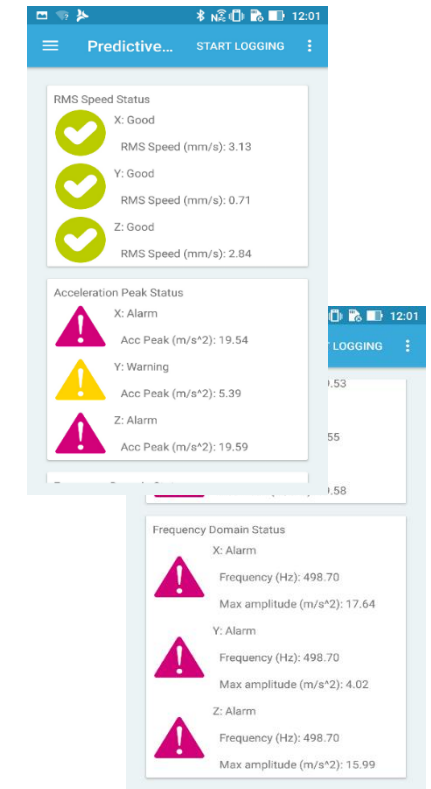 12:01
Predictive... START LOGGING
RMS Speed Status
X: Good
RMS Speed (mm/s): 3.13
Y: Good
RMS Speed (mm/s): 0.71
Z: Good
RMS Speed (mm/s): 2.84
Acceleration Peak Status
X: Alarm
Acc Peak (m/s^2): 19.54
Y: Warning
Acc Peak (m/s^2): 5.39
Z: Alarm
Acc Peak (m/s^2): 19.59
12:01
LOGGING
.53
55
.58
Frequency Domain Status
X: Alarm
Frequency (Hz): 498.70
Max amplitude (m/s^2): 17.64
Y: Alarm
Frequency (Hz): 498.70
Max amplitude (m/s^2): 4.02
Z: Alarm
Frequency (Hz): 498.70
Max amplitude (m/s^2): 15.99